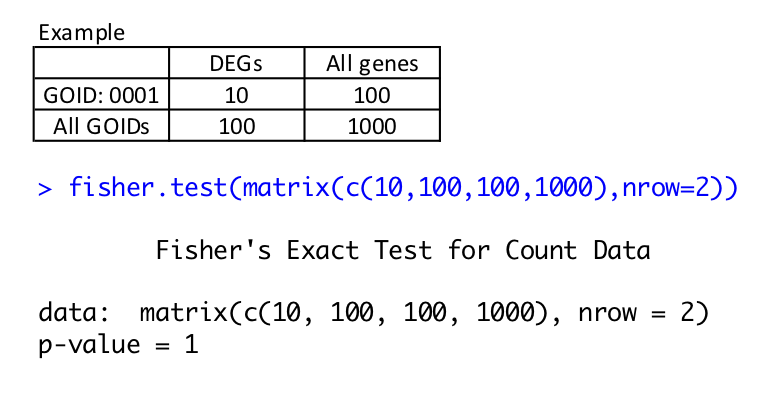 Example
DEGs All genes
GOID: 0001 10 100
All GOIDs 100 1000
> fisher.test(matrix(c(10,100,100,1000),nrow=2))
Fisher's Exact Test for Count Data
data:  matrix(c(10, 100, 100, 1000), nrow = 2)
p-value = 1